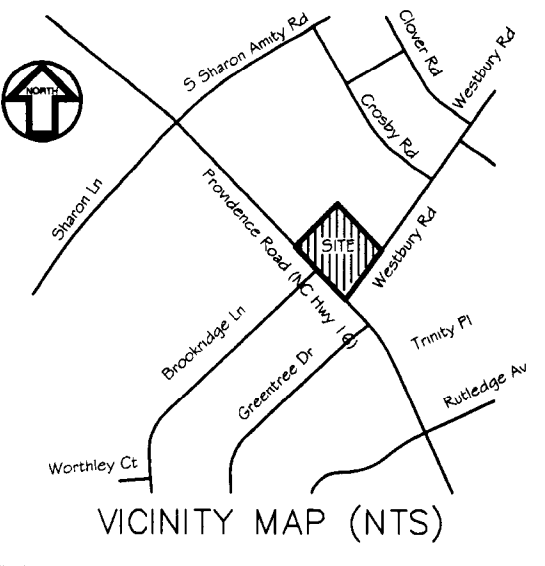 S Sharon Amity Rd
Clover Rd
Westbury Rd
NORTH
Crosby Rd
Sharon Ln
Providence Road (NC Hwy 16)
SITE
Westbury Rd
Brookridge Ln
Trinity Pl
Greentree Dr
Rutledge Av
Worthley Ct
VICINITY MAP (NTS)